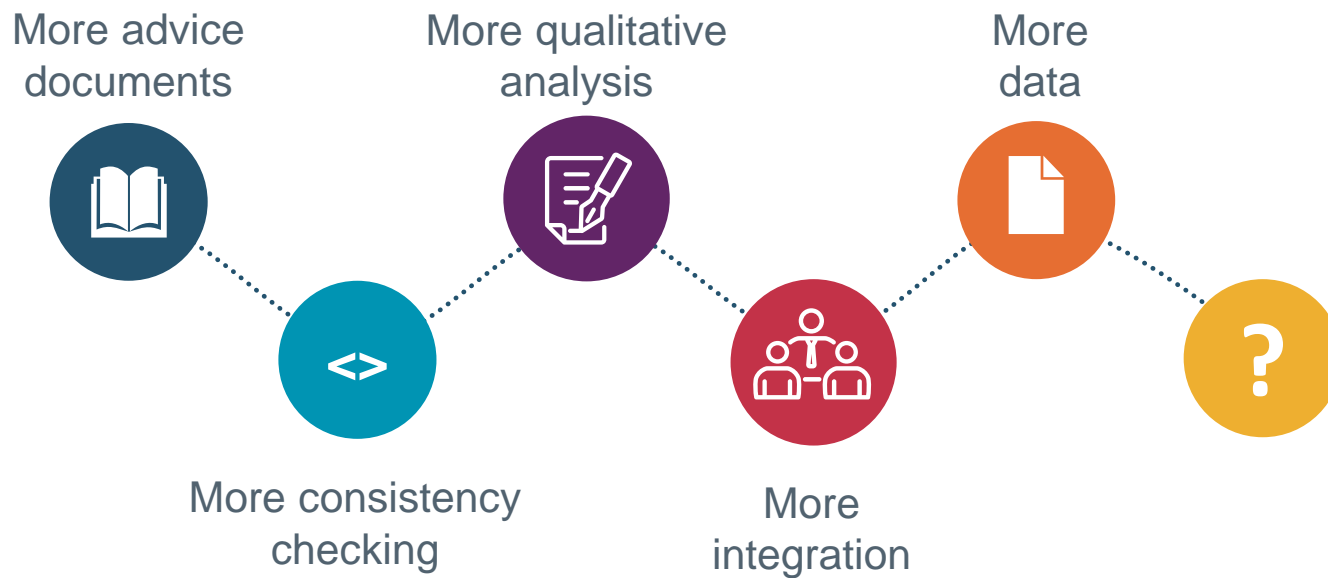 More advice
documents
More qualitative
analysis
More
data
<>
?
More consistency
checking
More
integration